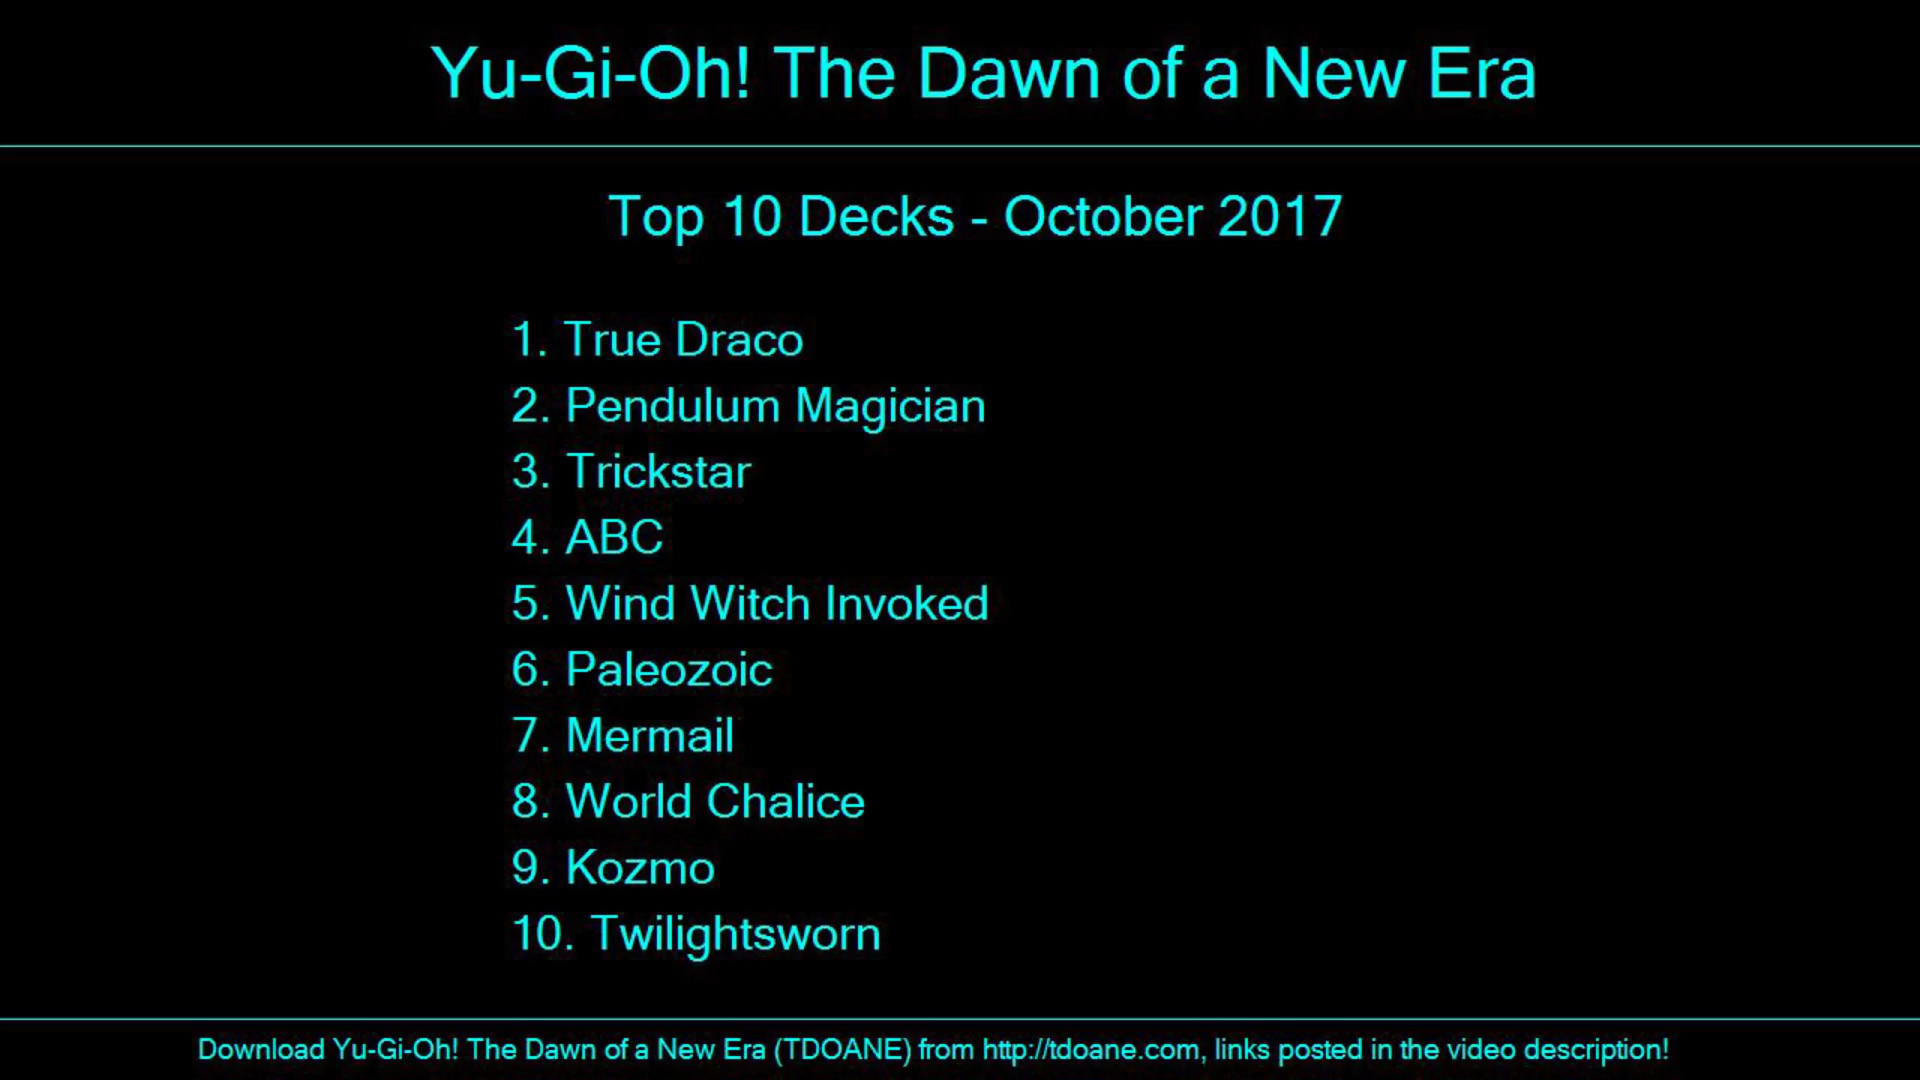 Yu-Gi-Oh! The Dawn of a New Era
Top 10 Decks - October 2017
1. True Draco
2. Pendulum Magician
3. Trickstar
4. ABC
5. Wind Witch Invoked
6. Paleozoic
7. Mermail
8. World Chalice
9. Kozmo
10. Twilightsworn
Download Yu-Gi-Oh! The Dawn of a New Era (TDOANE) from http://tdoane.com, links posted in the video description!